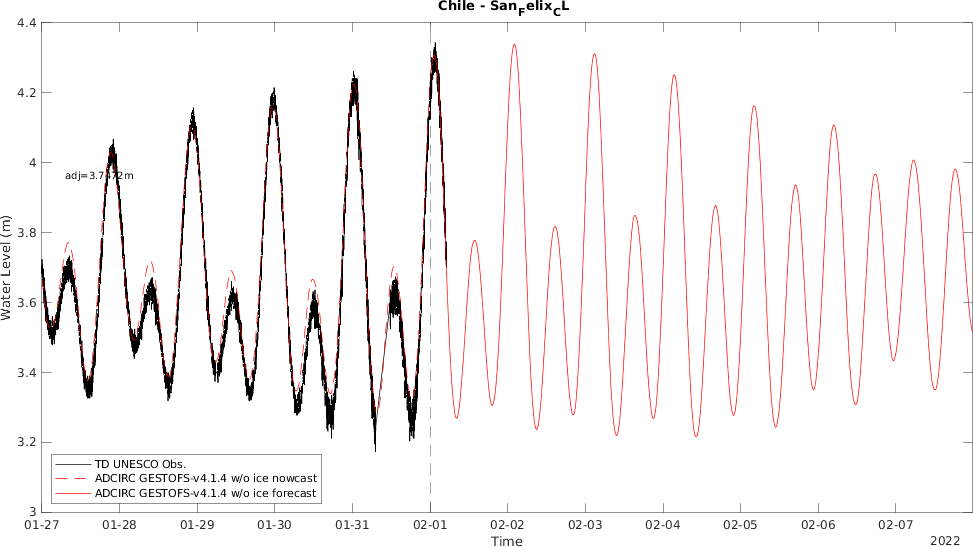 Chile - San_Felix_CL
4.4
4.2
4
3.8
3.6
3.4
3.2
3
Water Level (m)
adj=3.7472m
TD UNESCO Obs.
ADCIRC GESTOFS-v4.1.4 w/o ice nowcast
ADCIRC GESTOFS-v4.1.4 w/o ice forecast
01-27 01-28 01-29 01-30 01-31 02-01 02-02 02-03 02-04 02-05 02-06 02-07
Time
2022